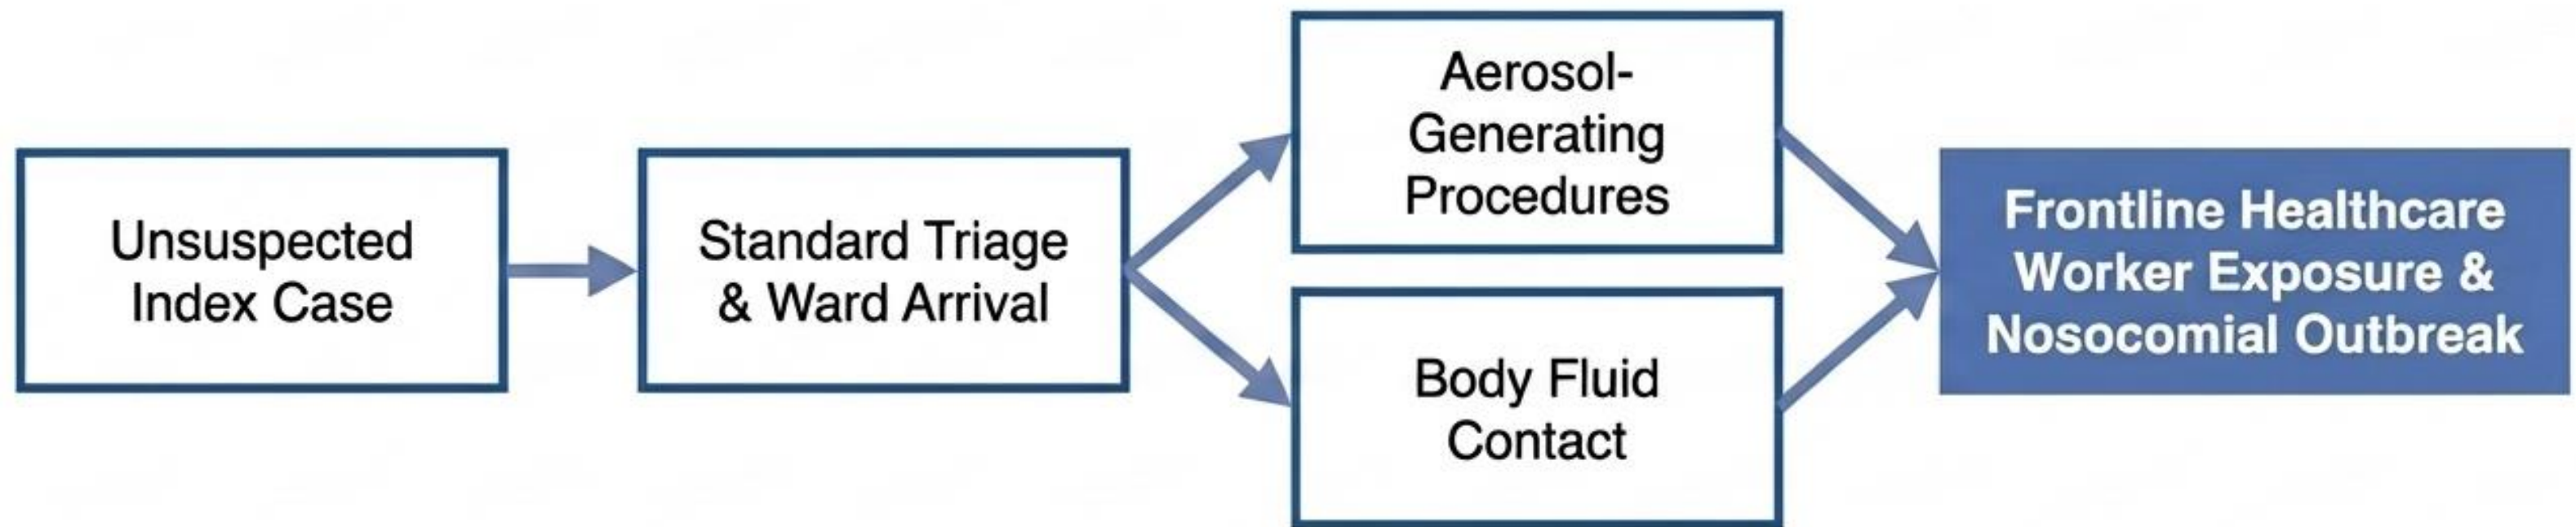 Unsuspected
Index Case
Standard Triage
& Ward Arrival
Aerosol-
Generating
Procedures
Body Fluid
Contact
Frontline Healthcare
Worker Exposure &
Nosocomial Outbreak